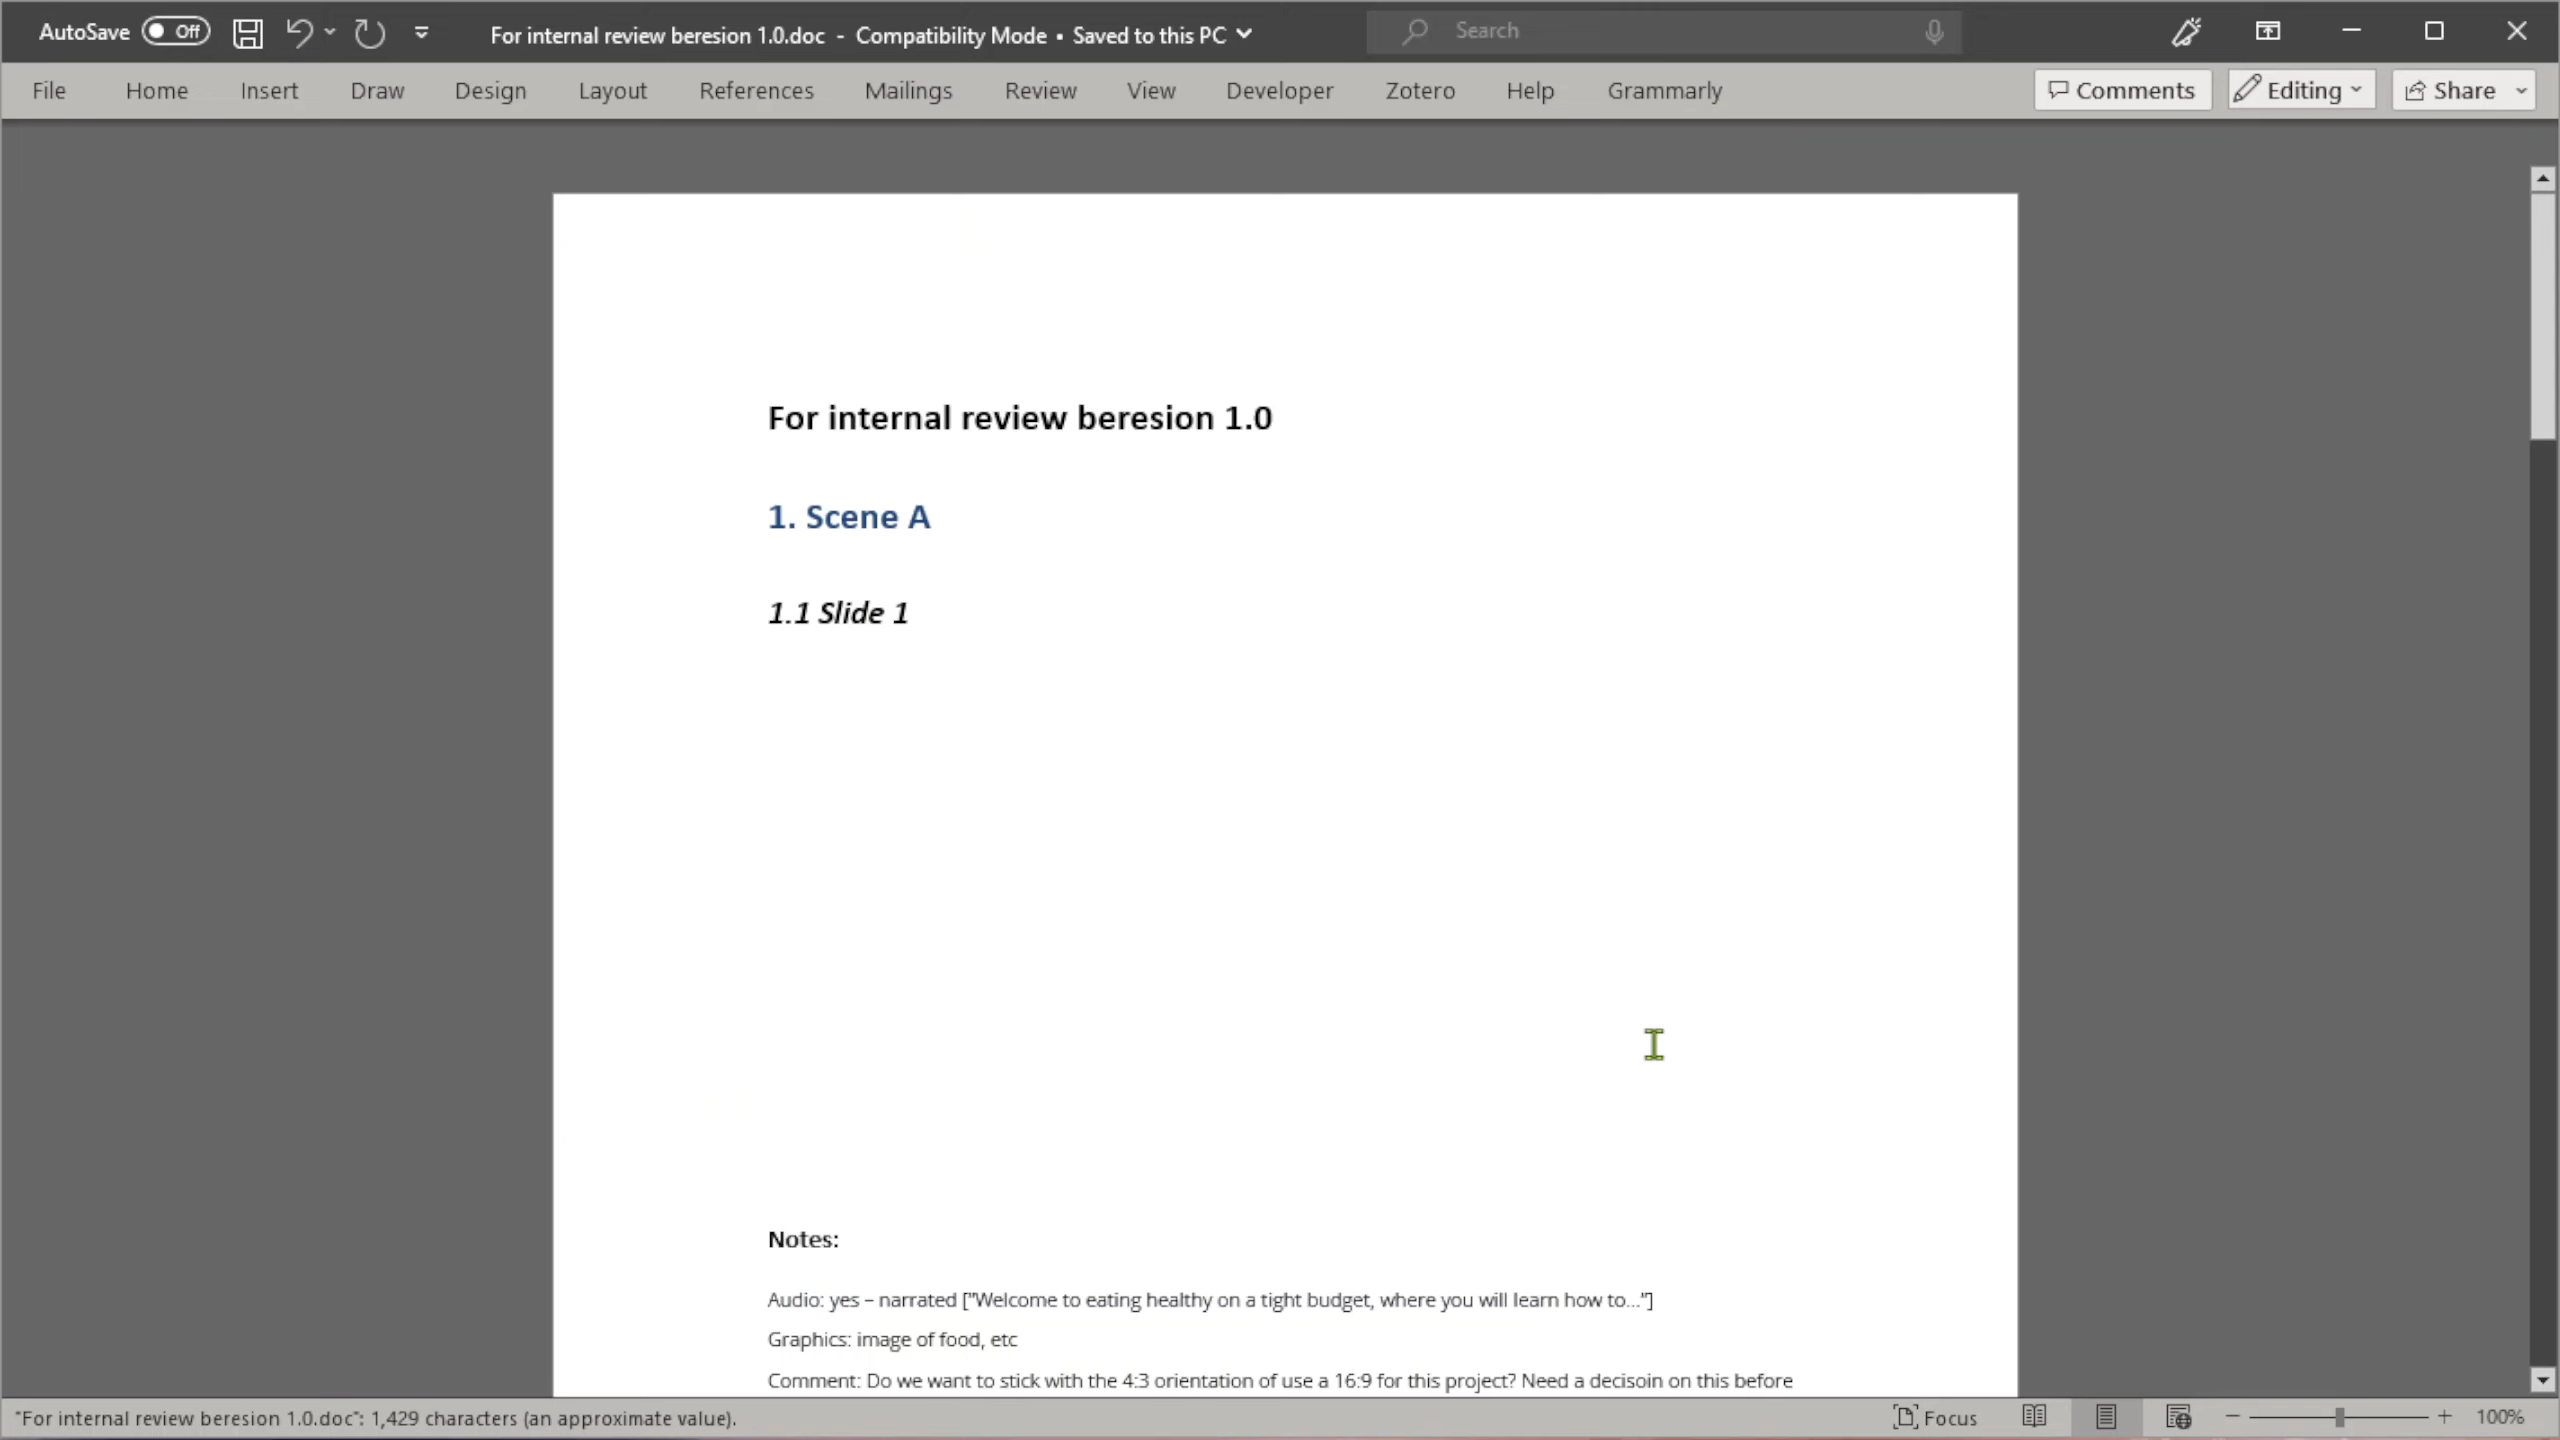 AutoSave Off For internal review beresion 1.0.doc - Compatibility Mode • Saved to this PC Search
File Home Insert Draw Design Layout References Mailings Review View Developer Zotero Help Grammarly Comments Editing Share
For internal review beresion 1.0
1. Scene A
1.1 Slide 1
Notes:
Audio: yes – narrated ["Welcome to eating healthy on a tight budget, where you will learn how to…"]
Graphics: image of food, etc
Comment: Do we want to stick with the 4:3 orientation of use a 16:9 for this project? Need a decisoin on this before
"For internal review beresion 1.0.doc": 1,429 characters (an approximate value). Focus 100%